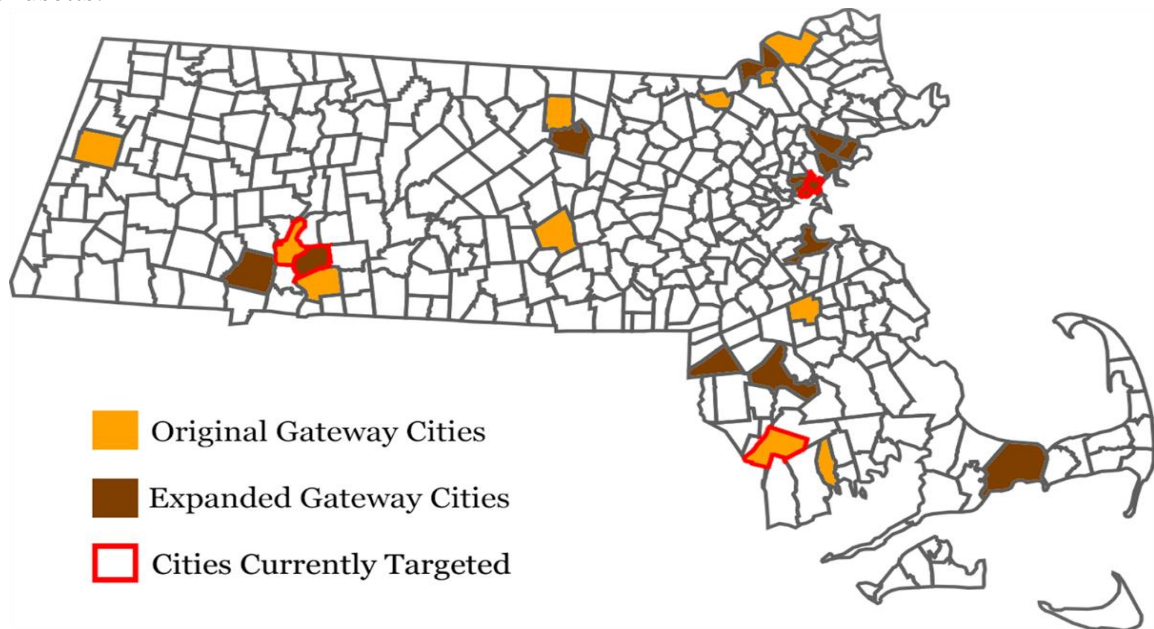 Original Gateway Cities
Expanded Gateway Cities
Cities Currently Targeted